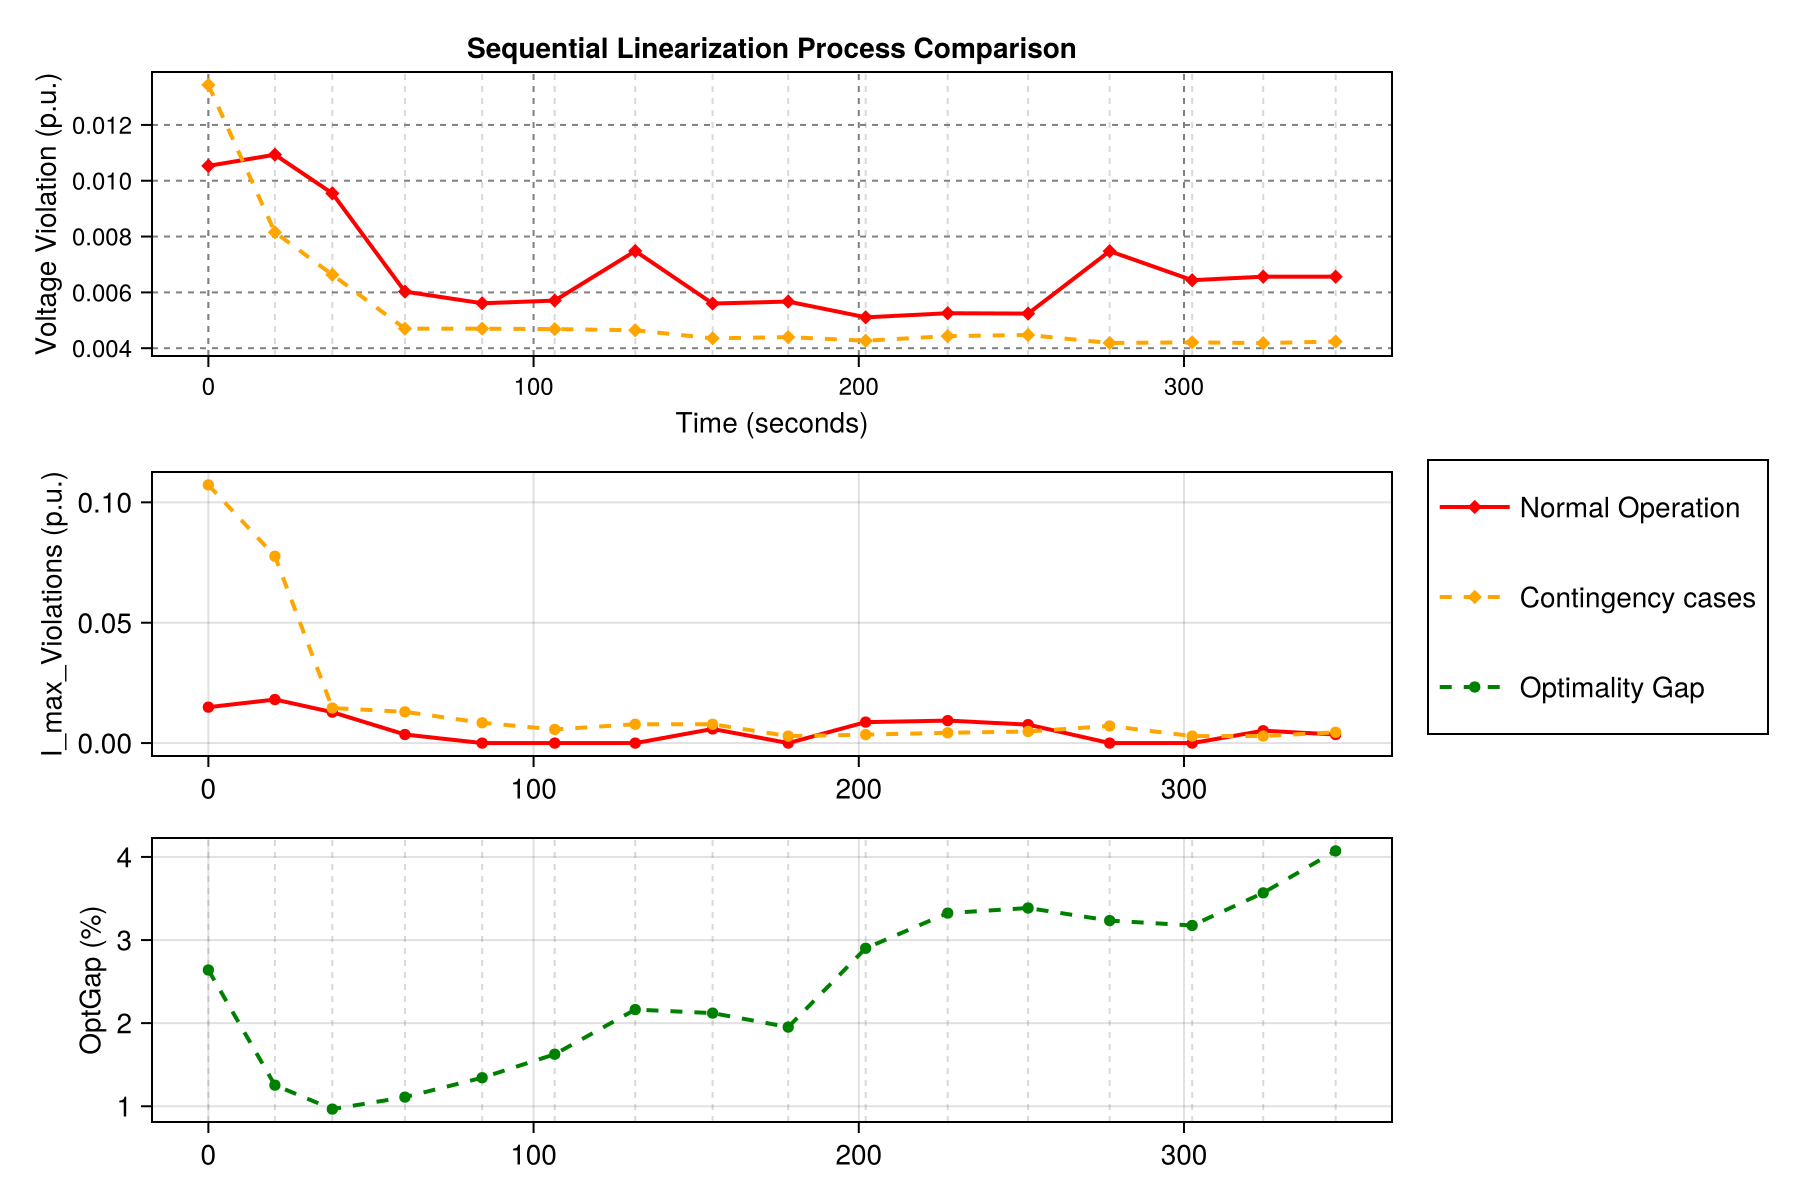 Sequential Linearization Process Comparison
Voltage Violation (p.u.)
0.012
0.010
0.008
0.006
0.004
0 100 200 300
Time (seconds)
I_max_Violations (p.u.)
0.10
0.05
0.00
0 100 200 300
Normal Operation
Contingency cases
Optimality Gap
OptGap (%)
4
3
2
1
0 100 200 300